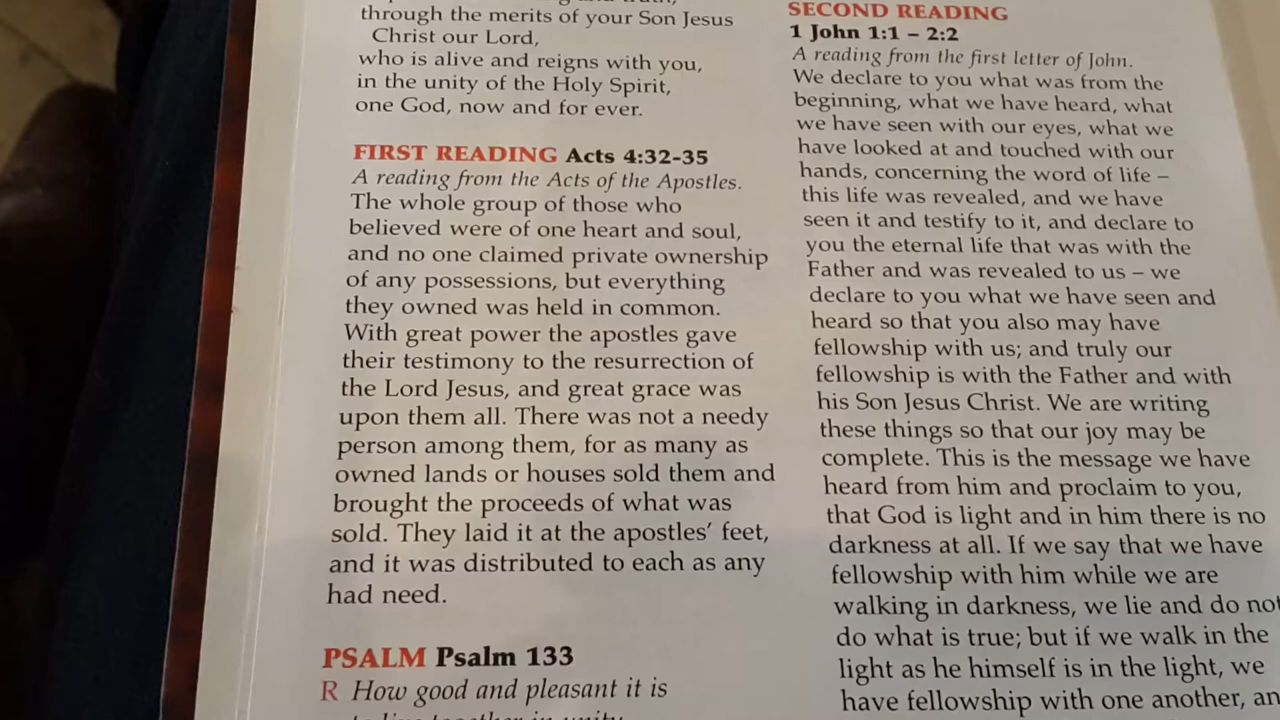 through the merits of your Son Jesus
Christ our Lord,
who is alive and reigns with you,
in the unity of the Holy Spirit,
one God, now and for ever.
FIRST READING Acts 4:32-35
A reading from the Acts of the Apostles.
The whole group of those who
believed were of one heart and soul,
and no one claimed private ownership
of any possessions, but everything
they owned was held in common.
With great power the apostles gave
their testimony to the resurrection of
the Lord Jesus, and great grace was
upon them all. There was not a needy
person among them, for as many as
owned lands or houses sold them and
brought the proceeds of what was
sold. They laid it at the apostles’ feet,
and it was distributed to each as any
had need.
PSALM Psalm 133
R How good and pleasant it is
to live together in unity.
SECOND READING
1 John 1:1 – 2:2
A reading from the first letter of John.
We declare to you what was from the
beginning, what we have heard, what
we have seen with our eyes, what we
have looked at and touched with our
hands, concerning the word of life –
this life was revealed, and we have
seen it and testify to it, and declare to
you the eternal life that was with the
Father and was revealed to us – we
declare to you what we have seen and
heard so that you also may have
fellowship with us; and truly our
fellowship is with the Father and with
his Son Jesus Christ. We are writing
these things so that our joy may be
complete. This is the message we have
heard from him and proclaim to you,
that God is light and in him there is no
darkness at all. If we say that we have
fellowship with him while we are
walking in darkness, we lie and do not
do what is true; but if we walk in the
light as he himself is in the light, we
have fellowship with one another, an